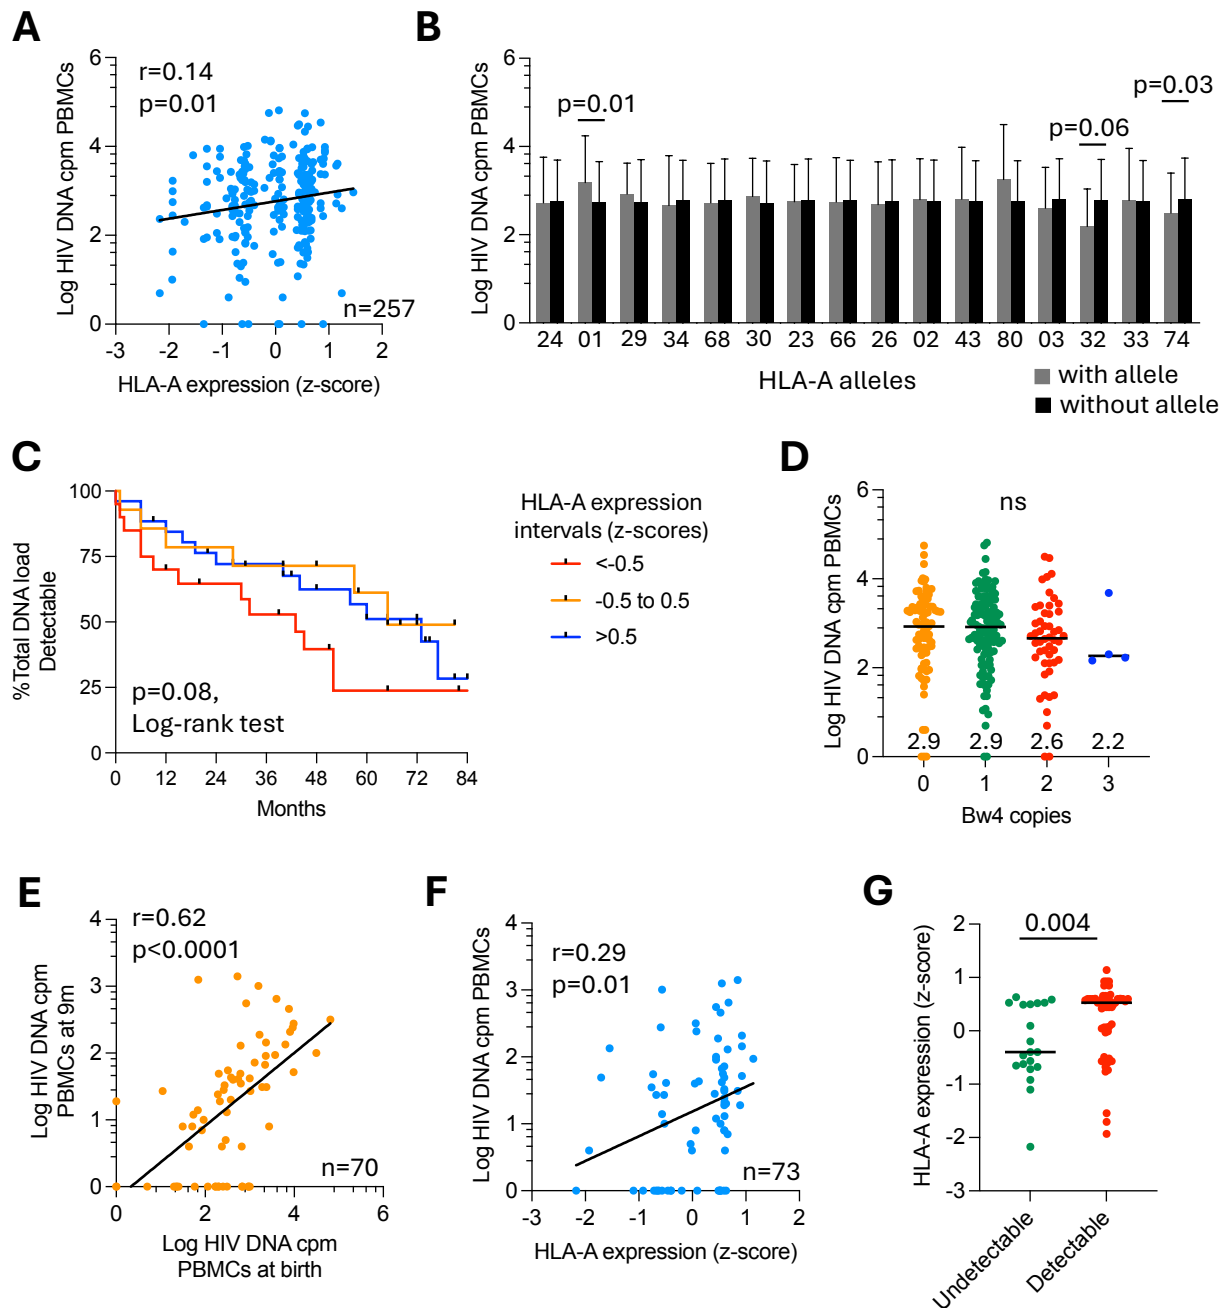 A
Log HIV DNA cpm PBMCs
6
4
2
0
r=0.14
p=0.01
n=257
-3 -2 -1 0 1 2
HLA-A expression (z-score)
B
Log HIV DNA cpm PBMCs
6
4
2
0
p=0.01
p=0.06
p=0.03
24 01 29 34 68 30 23 66 26 02 43 80 03 32 33 74
HLA-A alleles
with allele
without allele
C
%Total DNA load
Detectable
100
75
50
25
0
p=0.08,
Log-rank test
0 12 24 36 48 60 72 84
Months
HLA-A expression
intervals (z-scores)
<-0.5
-0.5 to 0.5
>0.5
D
Log HIV DNA cpm PBMCs
6
4
2
0
ns
2.9 2.9 2.6 2.2
0 1 2 3
Bw4 copies
E
Log HIV DNA cpm
PBMCs at 9m
4
3
2
1
0
r=0.62
p<0.0001
n=70
0 2 4 6
Log HIV DNA cpm
PBMCs at birth
F
Log HIV DNA cpm PBMCs
4
3
2
1
0
r=0.29
p=0.01
n=73
-3 -2 -1 0 1 2
HLA-A expression (z-score)
G
HLA-A expression (z-score)
2
1
0
-1
-2
-3
0.004
Undetectable
Detectable